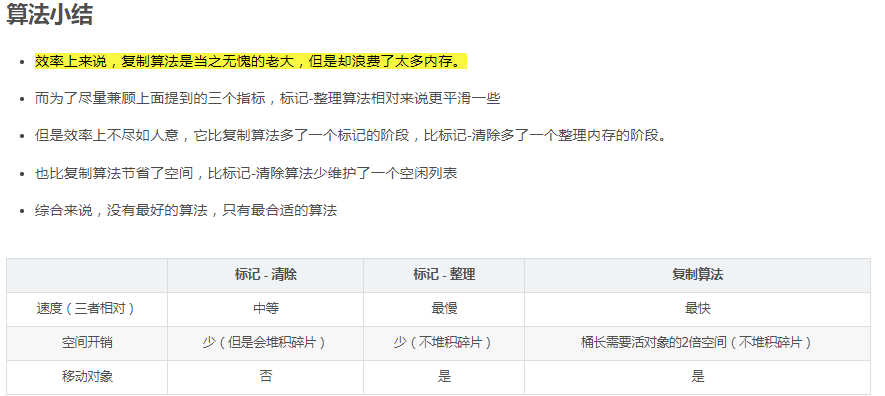 算法小结
效率上来说，复制算法是当之无愧的老大，但是却浪费了太多内存。
而为了尽量兼顾上面提到的三个指标，标记-整理算法相对来说更平滑一些
但是效率上不尽如人意，它比复制算法多了一个标记的阶段，比标记-清除多了一个整理内存的阶段。
也比复制算法节省了空间，比标记-清除算法少维护了一个空闲列表
综合来说，没有最好的算法，只有最合适的算法
标记 - 清除 标记 - 整理 复制算法
速度（三者相对） 中等 最慢 最快
空间开销 少（但是会堆积碎片） 少（不堆积碎片） 桶长需要活对象的2倍空间（不堆积碎片）
移动对象 否 是 是